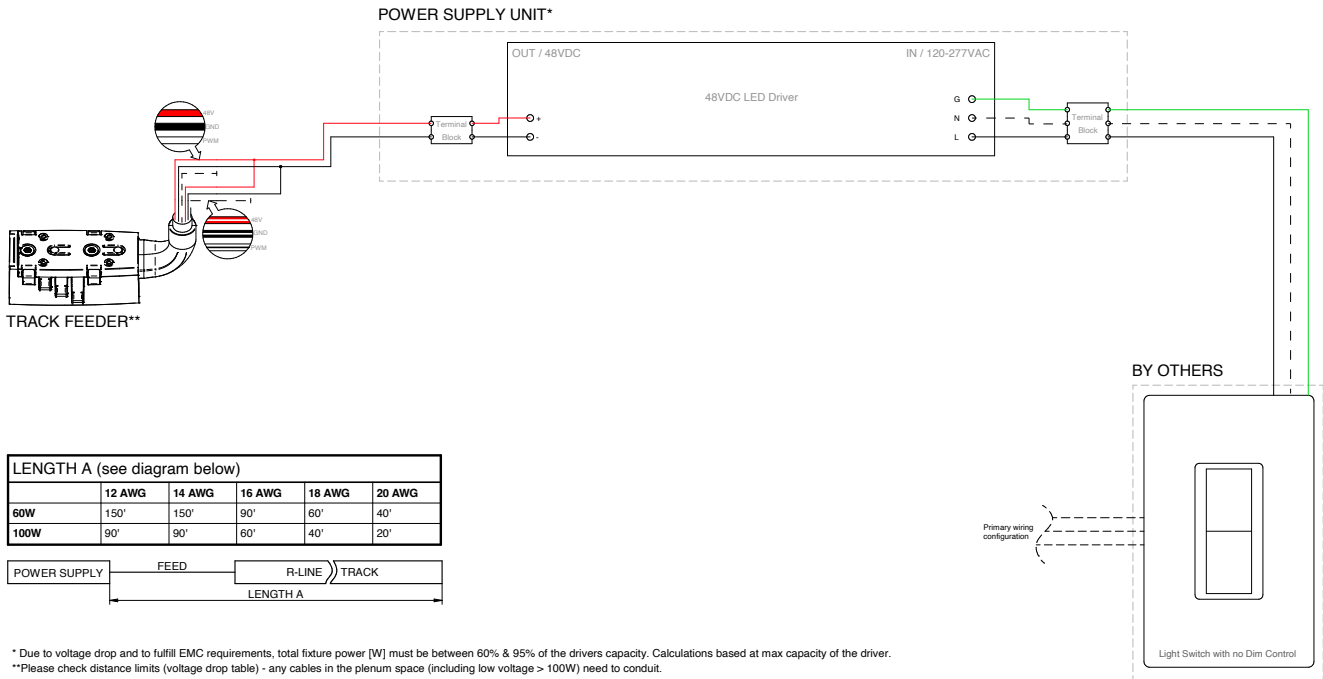 POWER SUPPLY UNIT*
OUT / 48VDC
IN / 120-277VAC
48VDC LED Driver
G
N
L
+
-
Terminal
Block
Terminal
Block
48V
GND
PWM
48V
GND
PWM
TRACK FEEDER**
BY OTHERS
Primary wiring
configuration
Light Switch with no Dim Control
LENGTH A (see diagram below)
12 AWG 14 AWG 16 AWG 18 AWG 20 AWG
60W 150' 150' 90' 60' 40'
100W 90' 90' 60' 40' 20'
POWER SUPPLY FEED R-LINE TRACK
LENGTH A
* Due to voltage drop and to fulfill EMC requirements, total fixture power [W] must be between 60% & 95% of the drivers capacity. Calculations based at max capacity of the driver.
**Please check distance limits (voltage drop table) - any cables in the plenum space (including low voltage > 100W) need to conduit.